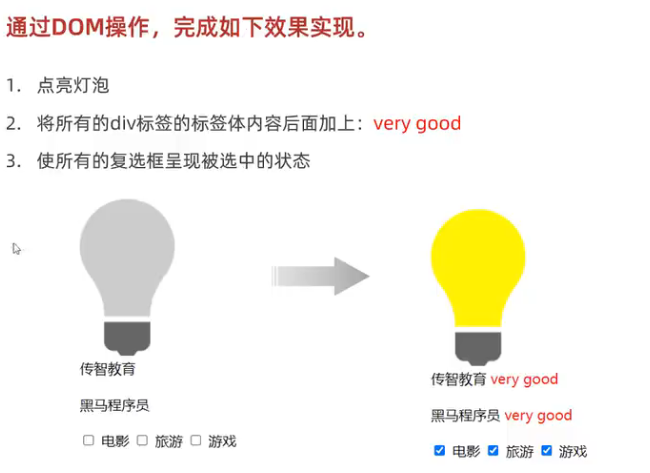 通过DOM操作，完成如下效果实现。
1. 点亮灯泡
2. 将所有的div标签的标签体内容后面加上：very good
3. 使所有的复选框呈现被选中的状态
传智教育
黑马程序员
电影 旅游 游戏
传智教育 very good
黑马程序员 very good
电影 旅游 游戏